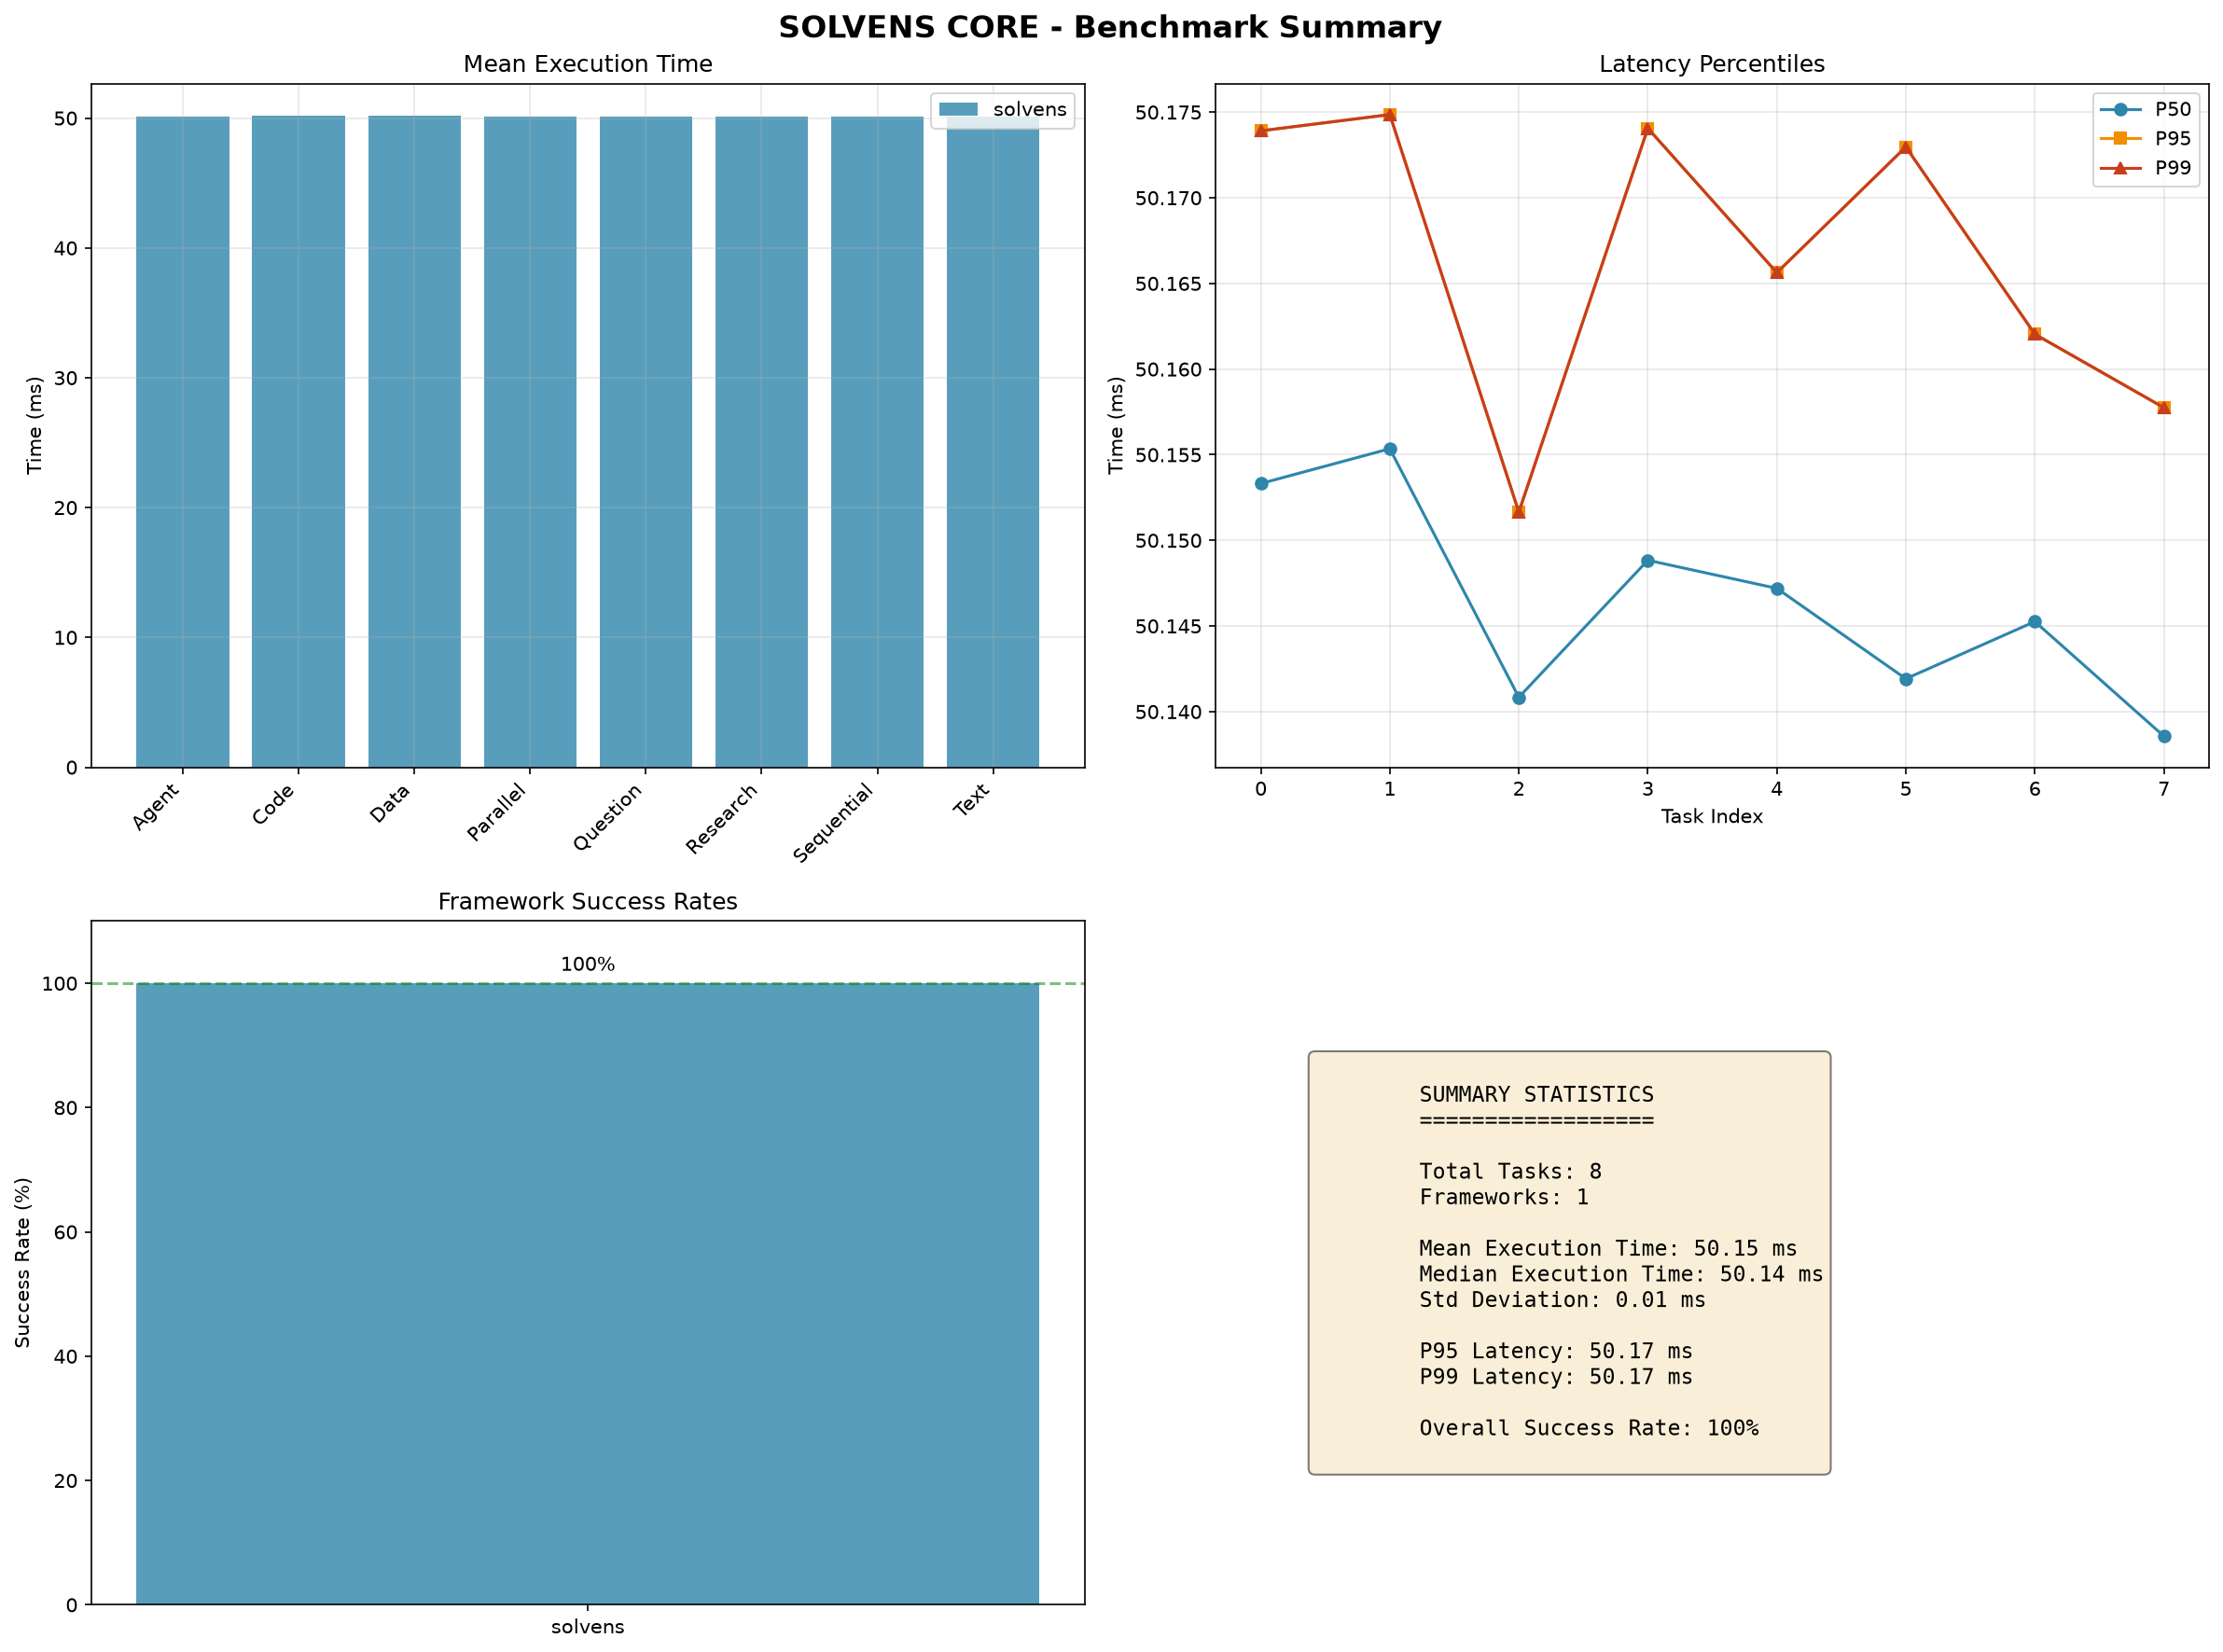 SOLVENS CORE - Benchmark Summary
Mean Execution Time
solvens
Time (ms)
50
40
30
20
10
0
Agent
Code
Data
Parallel
Question
Research
Sequential
Text
Latency Percentiles
P50
P95
P99
Time (ms)
50.175
50.170
50.165
50.160
50.155
50.150
50.145
50.140
0 1 2 3 4 5 6 7
Task Index
Framework Success Rates
100%
Success Rate (%)
100
80
60
40
20
0
solvens
SUMMARY STATISTICS
==================
Total Tasks: 8
Frameworks: 1
Mean Execution Time: 50.15 ms
Median Execution Time: 50.14 ms
Std Deviation: 0.01 ms
P95 Latency: 50.17 ms
P99 Latency: 50.17 ms
Overall Success Rate: 100%